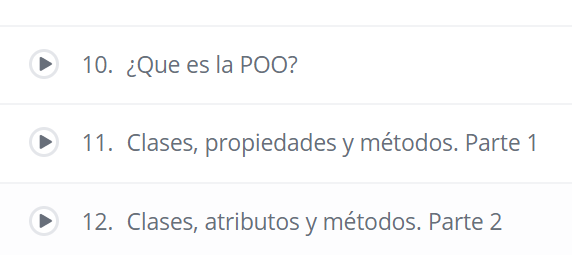 10. ¿Que es la POO?
11. Clases, propiedades y métodos. Parte 1
12. Clases, atributos y métodos. Parte 2